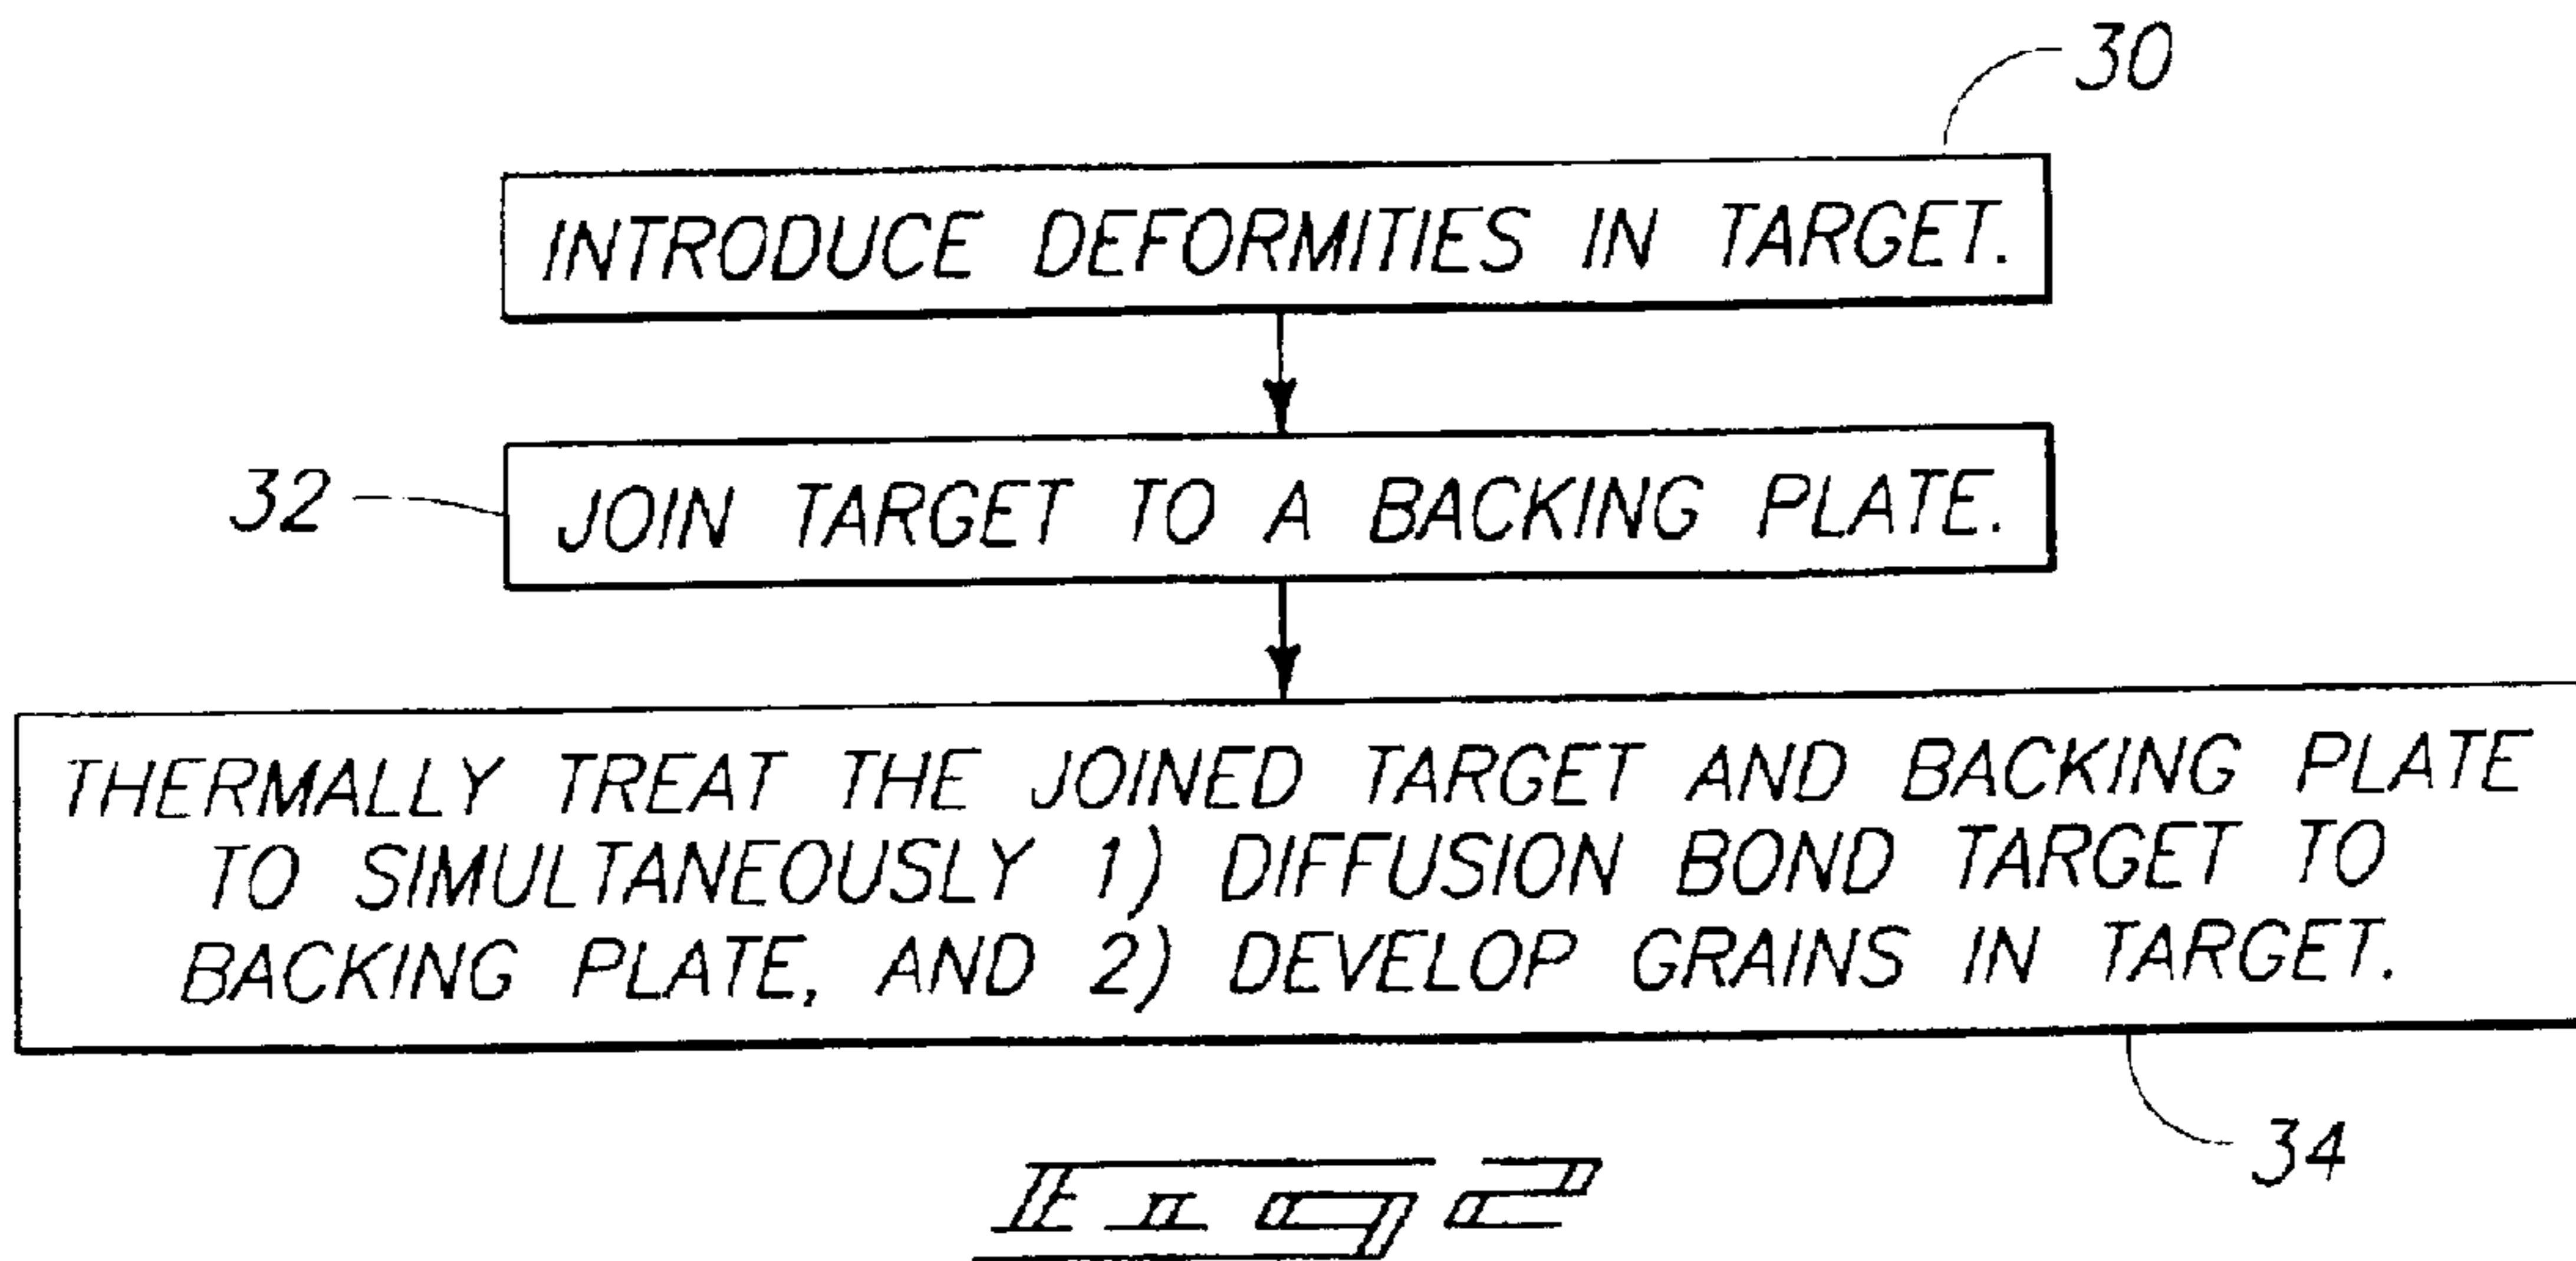 30
INTRODUCE DEFORMITIES IN TARGET.
32
JOIN TARGET TO A BACKING PLATE.
THERMALLY TREAT THE JOINED TARGET AND BACKING PLATE
TO SIMULTANEOUSLY 1) DIFFUSION BOND TARGET TO
BACKING PLATE, AND 2) DEVELOP GRAINS IN TARGET.
34
Fig 2